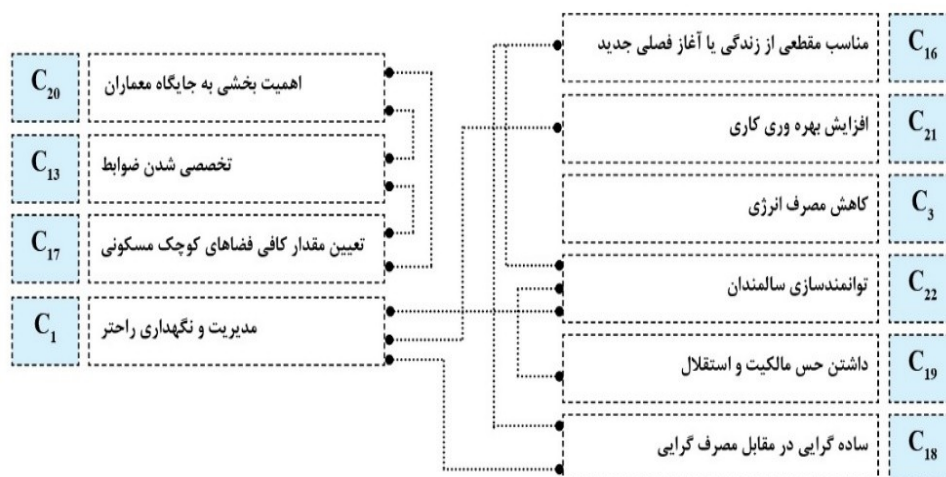 C16 مناسب مقطعی از زندگی یا آغاز فصلی جدید
C21 افزایش بهره وری کاری
C3 کاهش مصرف انرژی
C22 توانمندسازی سالمندان
C19 داشتن حس مالکیت و استقلال
C18 ساده گرایی در مقابل مصرف گرایی
C20 اهمیت بخشی به جایگاه معماران
C13 تخصصی شدن ضوابط
C17 تعیین مقدار کافی فضاهای کوچک مسکونی
C1 مدیریت و نگهداری راحتر